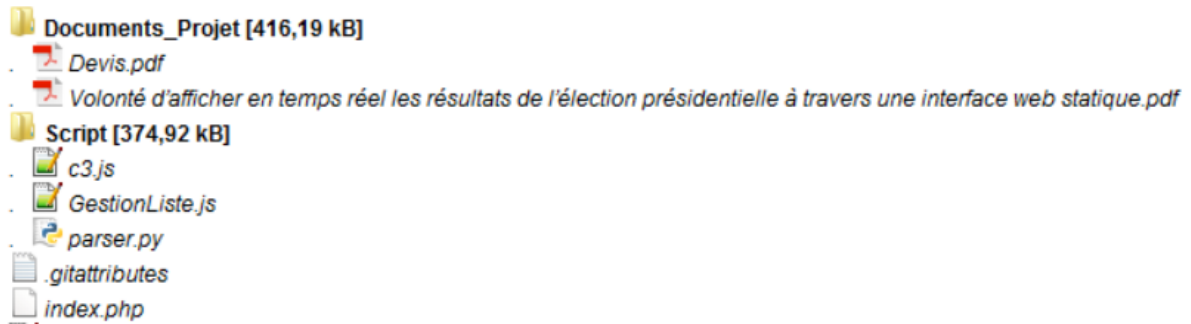 Documents_Projet [416,19 kB]
. Devis.pdf
. Volonté d'afficher en temps réel les résultats de l'élection présidentielle à travers une interface web statique.pdf
Script [374,92 kB]
. c3.js
. GestionListe.js
. parser.py
.gitattributes
index.php